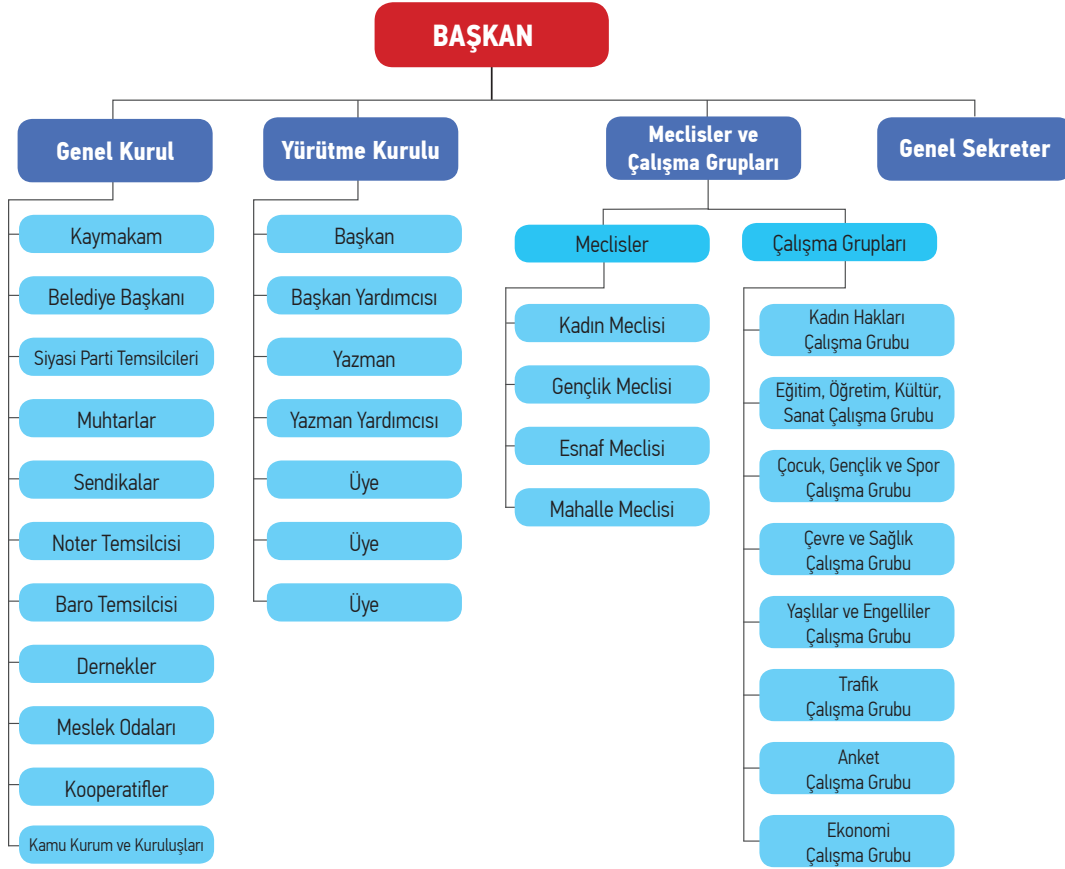 BAŞKAN
Genel Kurul
Kaymakam
Belediye Başkanı
Siyasi Parti Temsilcileri
Muhtarlar
Sendikalar
Noter Temsilcisi
Baro Temsilcisi
Dernekler
Meslek Odaları
Kooperatifler
Kamu Kurum ve Kuruluşları
Yürütme Kurulu
Başkan
Başkan Yardımcısı
Yazman
Yazman Yardımcısı
Üye
Üye
Üye
Meclisler ve
Çalışma Grupları
Meclisler
Kadın Meclisi
Gençlik Meclisi
Esnaf Meclisi
Mahalle Meclisi
Çalışma Grupları
Kadın Hakları
Çalışma Grubu
Eğitim, Öğretim, Kültür,
Sanat Çalışma Grubu
Çocuk, Gençlik ve Spor
Çalışma Grubu
Çevre ve Sağlık
Çalışma Grubu
Yaşlılar ve Engelliler
Çalışma Grubu
Trafik
Çalışma Grubu
Anket
Çalışma Grubu
Ekonomi
Çalışma Grubu
Genel Sekreter